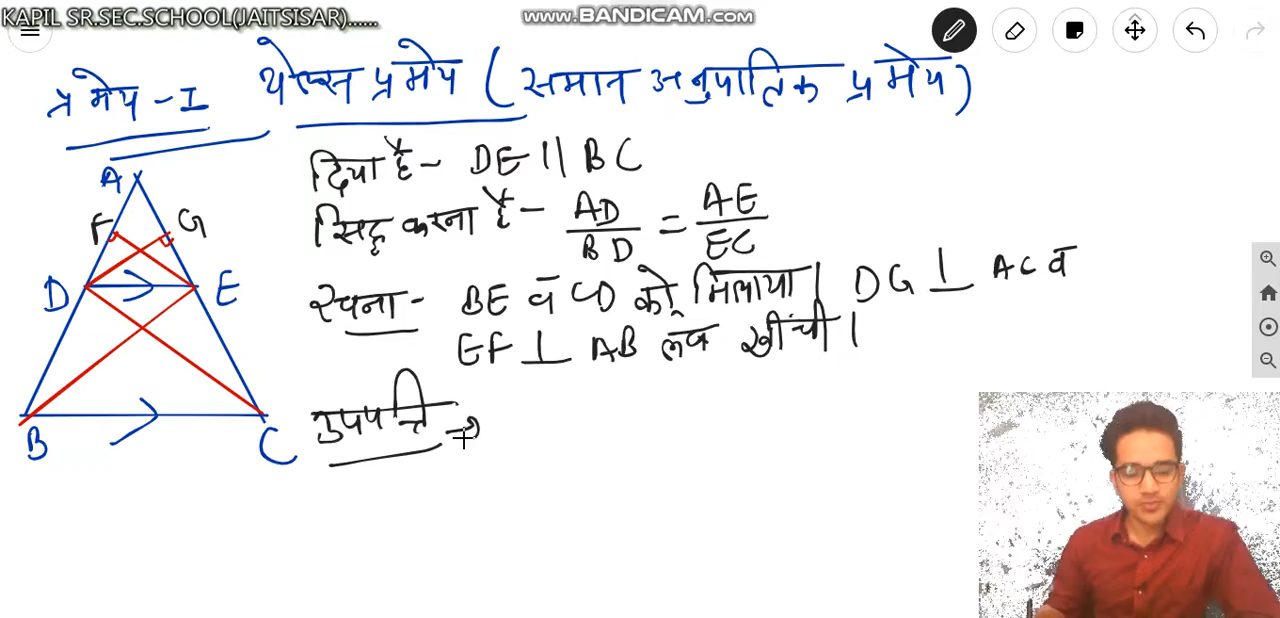 KAPIL SR.SEC.SCHOOL(JAITSISAR)......
www.BANDICAM.com
प्रमेय - I थेल्स प्रमेय (समान अनुपातिक प्रमेय)
A
F
G
D
E
B
C
दिया है - DE || BC
सिद्ध करना है - AD/BD = AE/EC
रचना - BE व CD को मिलाया। DG ⊥ AC व
EF ⊥ AB लंब खींची।
उपपत्ति →